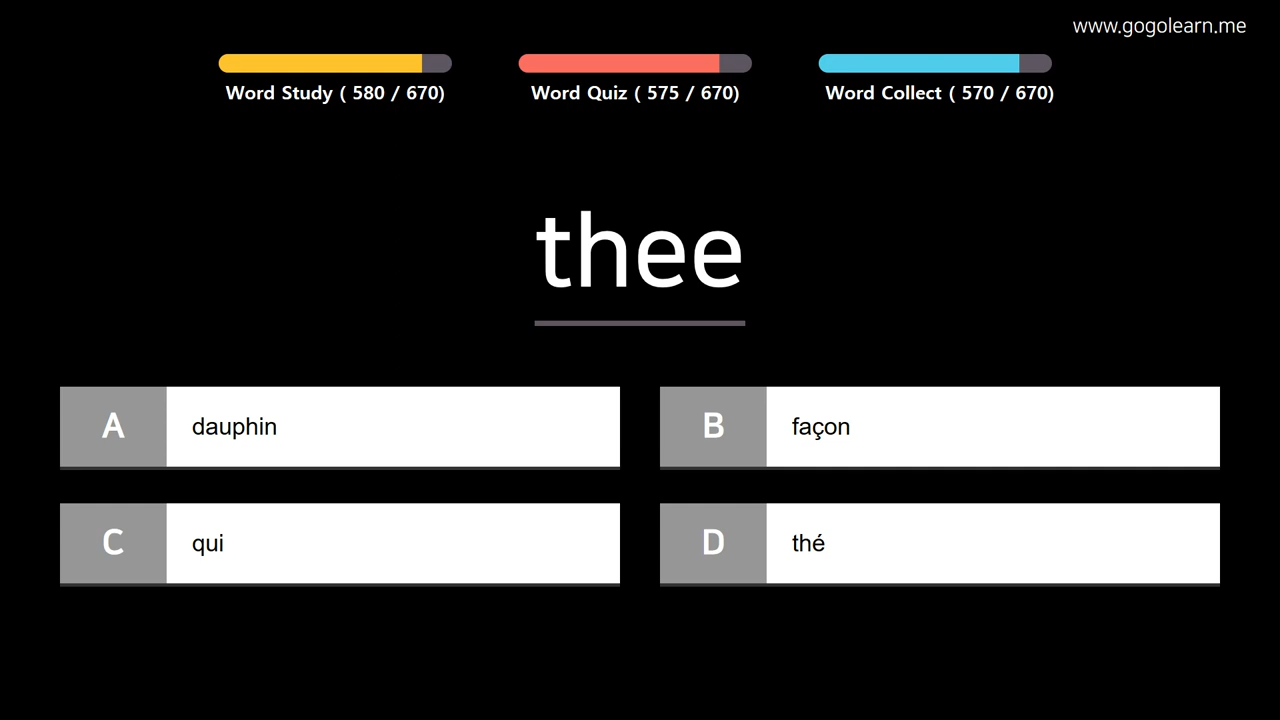 www.gogolearn.me
Word Study ( 580 / 670)
Word Quiz ( 575 / 670)
Word Collect ( 570 / 670)
thee
A dauphin
B façon
C qui
D thé